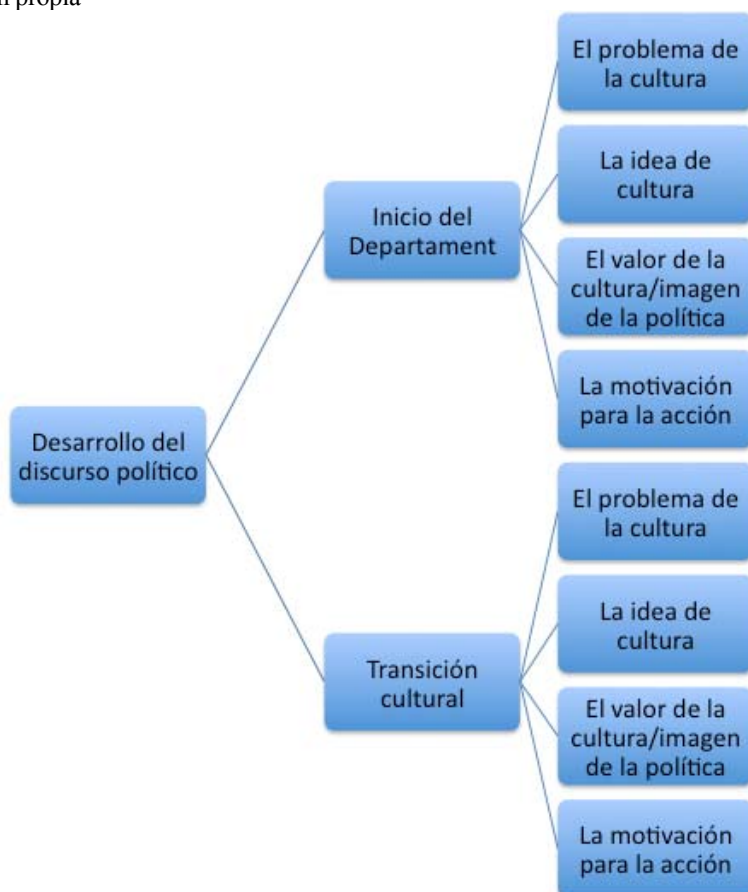 propia
Desarrollo del
discurso político
Inicio del
Departament
El problema de
la cultura
La idea de
cultura
El valor de la
cultura/imagen
de la política
La motivación
para la acción
Transición
cultural
El problema de
la cultura
La idea de
cultura
El valor de la
cultura/imagen
de la política
La motivación
para la acción